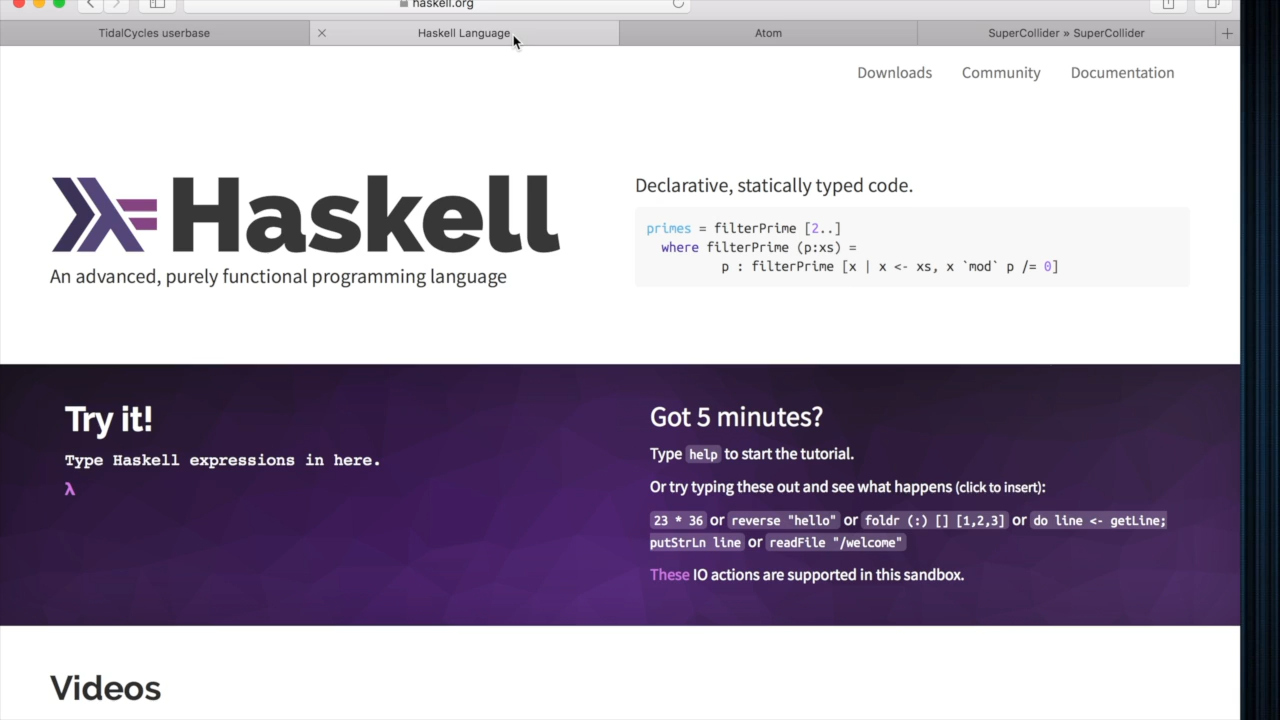 haskell.org
TidalCycles userbase
Haskell Language
Atom
SuperCollider » SuperCollider
Downloads
Community
Documentation
Haskell
An advanced, purely functional programming language
Declarative, statically typed code.
primes = filterPrime [2..]
where filterPrime (p:xs) =
p : filterPrime [x | x <- xs, x `mod` p /= 0]
Try it!
Type Haskell expressions in here.
λ
Got 5 minutes?
Type help to start the tutorial.
Or try typing these out and see what happens (click to insert):
23 * 36 or reverse "hello" or foldr (:) [] [1,2,3] or do line <- getLine;
putStrLn line or readFile "/welcome"
These IO actions are supported in this sandbox.
Videos